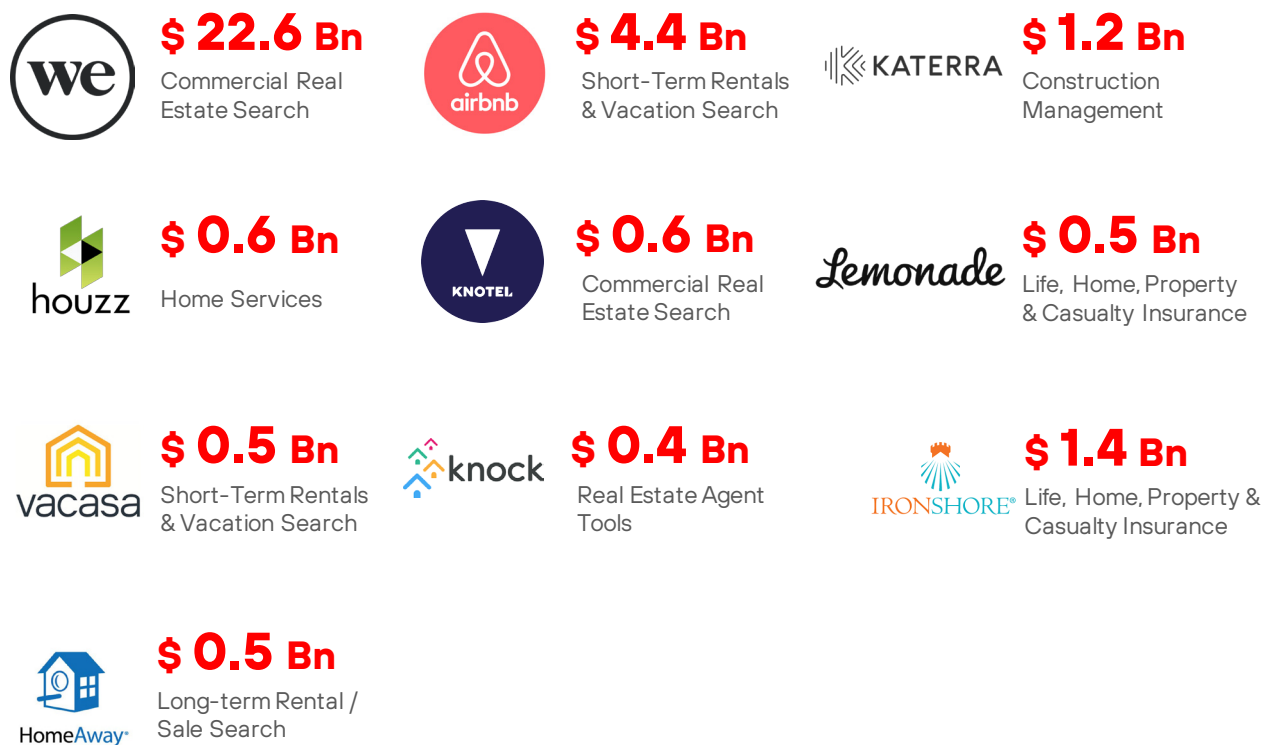 we
$ 22.6 Bn
Commercial Real
Estate Search
airbnb
$ 4.4 Bn
Short-Term Rentals
& Vacation Search
KATERRA
$ 1.2 Bn
Construction
Management
houzz
$ 0.6 Bn
Home Services
KNOTEL
$ 0.6 Bn
Commercial Real
Estate Search
Lemonade
$ 0.5 Bn
Life, Home, Property
& Casualty Insurance
vacasa
$ 0.5 Bn
Short-Term Rentals
& Vacation Search
knock
$ 0.4 Bn
Real Estate Agent
Tools
IRONSHORE®
$ 1.4 Bn
Life, Home, Property &
Casualty Insurance
HomeAway®
$ 0.5 Bn
Long-term Rental /
Sale Search